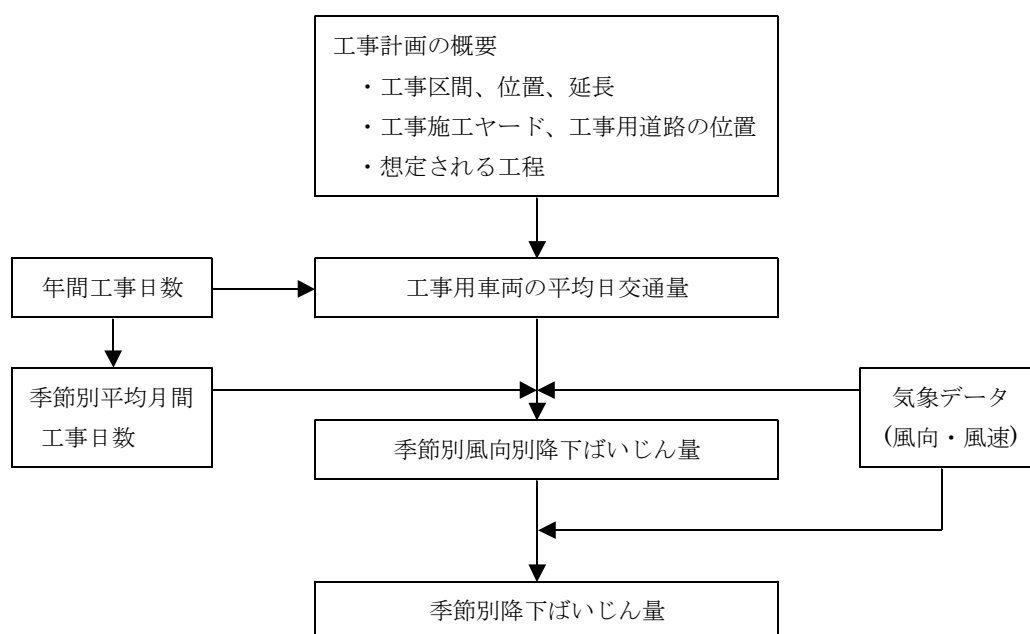 工事計画の概要
・工事区間、位置、延長
・工事施工ヤード、工事用道路の位置
・想定される工程
年間工事日数
工事用車両の平均日交通量
季節別平均月間
工事日数
気象データ
(風向・風速)
季節別風向別降下ばいじん量
季節別降下ばいじん量